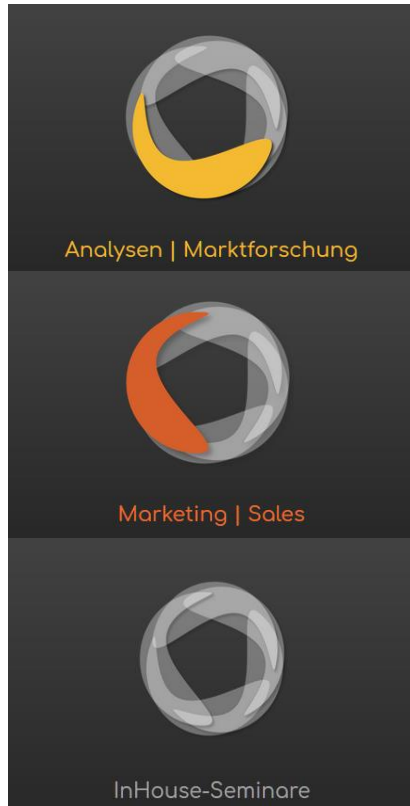 Analysen | Marktforschung
Marketing | Sales
InHouse-Seminare